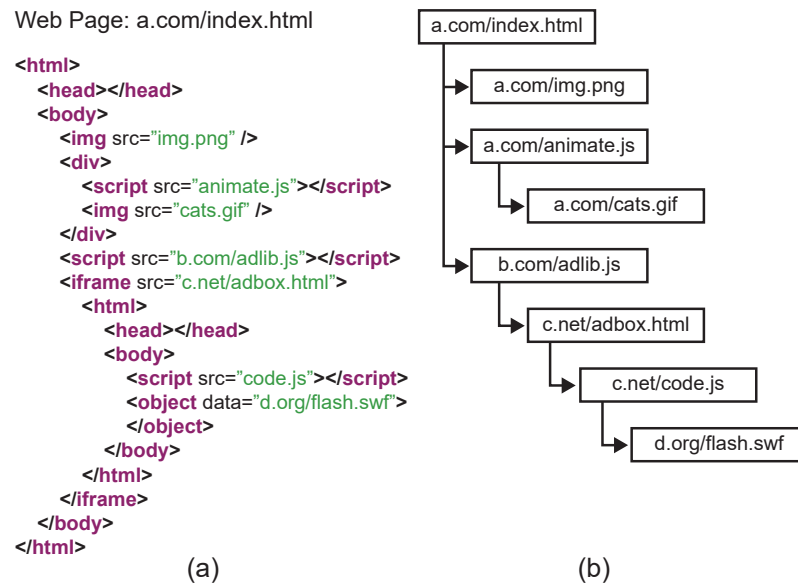 Web Page: a.com/index.html
<html>
<head></head>
<body>
<img src=”img.png” />
<div>
<script src=”animate.js”></script>
<img src=”cats.gif” />
</div>
<script src=”b.com/adlib.js”></script>
<iframe src=”c.net/adbox.html”>
<html>
<head></head>
<body>
<script src=”code.js”></script>
<object data=”d.org/flash.swf”>
</object>
</body>
</html>
</iframe>
</body>
</html>
(a)
a.com/index.html
a.com/img.png
a.com/animate.js
a.com/cats.gif
b.com/adlib.js
c.net/adbox.html
c.net/code.js
d.org/flash.swf
(b)